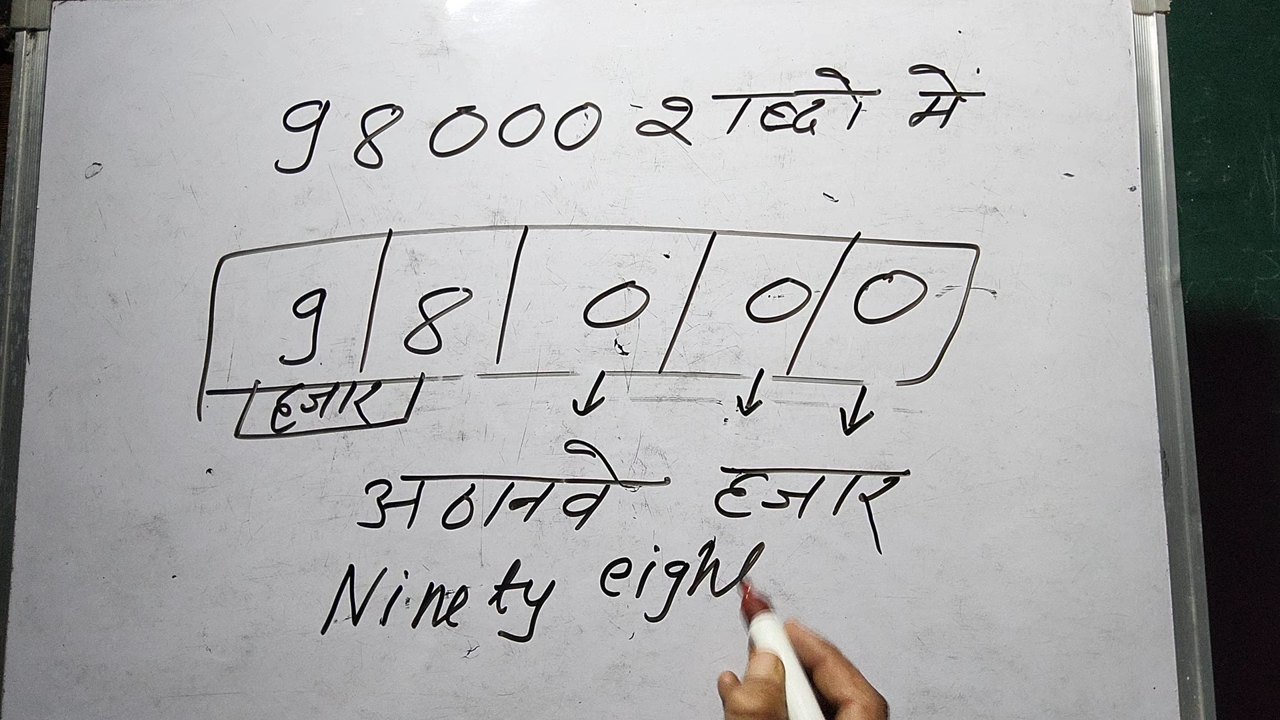 98000 शब्दो मे
9 8 0 0 0
हजार
अठानवे हजार
Ninety eight